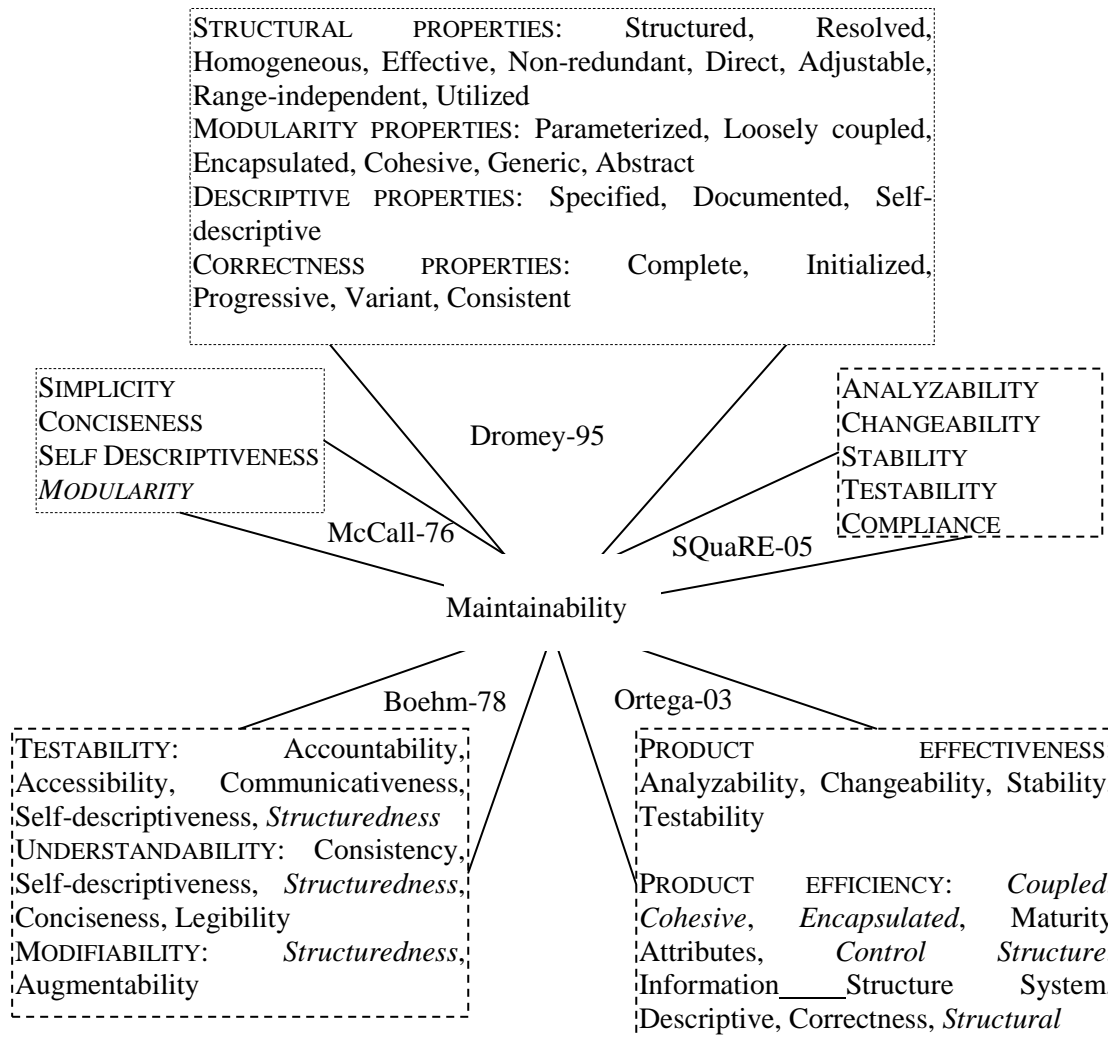 STRUCTURAL PROPERTIES: Structured, Resolved,
Homogeneous, Effective, Non-redundant, Direct, Adjustable,
Range-independent, Utilized
MODULARITY PROPERTIES: Parameterized, Loosely coupled,
Encapsulated, Cohesive, Generic, Abstract
DESCRIPTIVE PROPERTIES: Specified, Documented, Self-
descriptive
CORRECTNESS PROPERTIES: Complete, Initialized,
Progressive, Variant, Consistent
SIMPLICITY
CONCISENESS
SELF DESCRIPTIVENESS
MODULARITY
Dromey-95
ANALYZABILITY
CHANGEABILITY
STABILITY
TESTABILITY
COMPLIANCE
McCall-76
SQuaRE-05
Maintainability
Boehm-78
Ortega-03
TESTABILITY: Accountability,
Accessibility, Communicativeness,
Self-descriptiveness, Structuredness
UNDERSTANDABILITY: Consistency,
Self-descriptiveness, Structuredness,
Conciseness, Legibility
MODIFIABILITY: Structuredness,
Augmentability
PRODUCT EFFECTIVENESS:
Analyzability, Changeability, Stability,
Testability
PRODUCT EFFICIENCY: Coupled,
Cohesive, Encapsulated, Maturity
Attributes, Control Structure,
Information Structure System,
Descriptive, Correctness, Structural